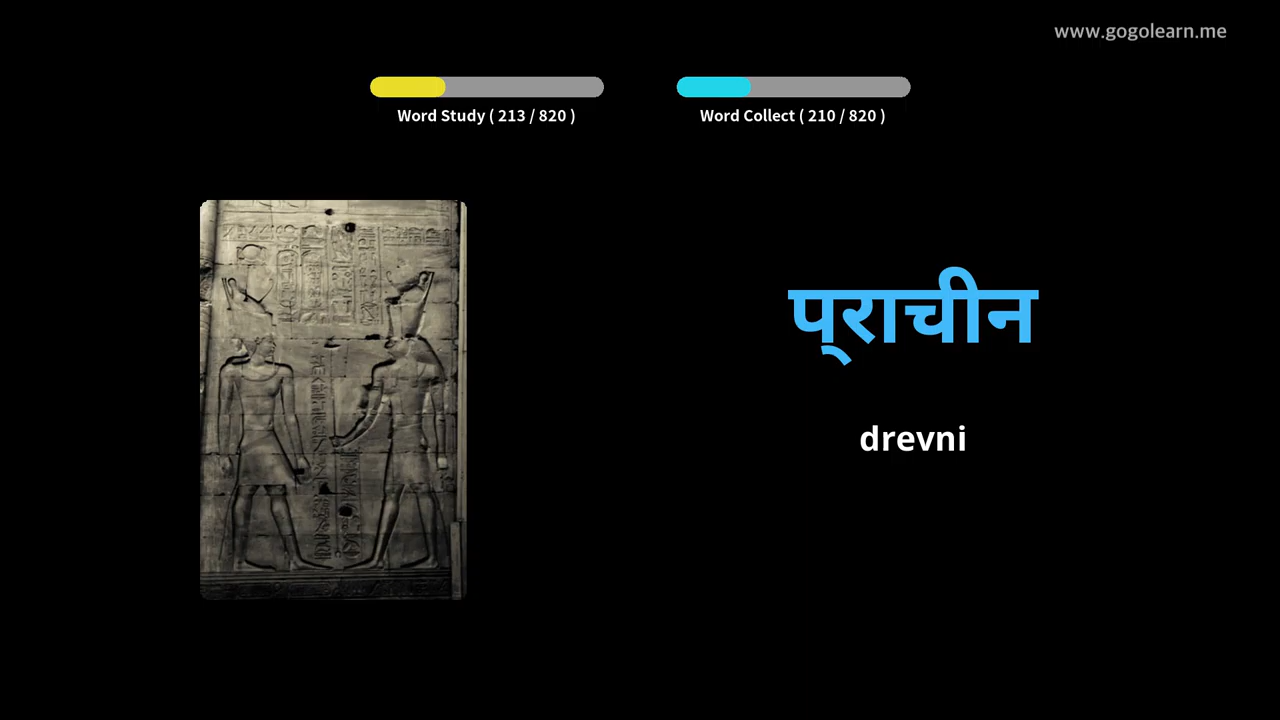 www.gogolearn.me
Word Study ( 213 / 820 )
Word Collect ( 210 / 820 )
प्राचीन
drevni